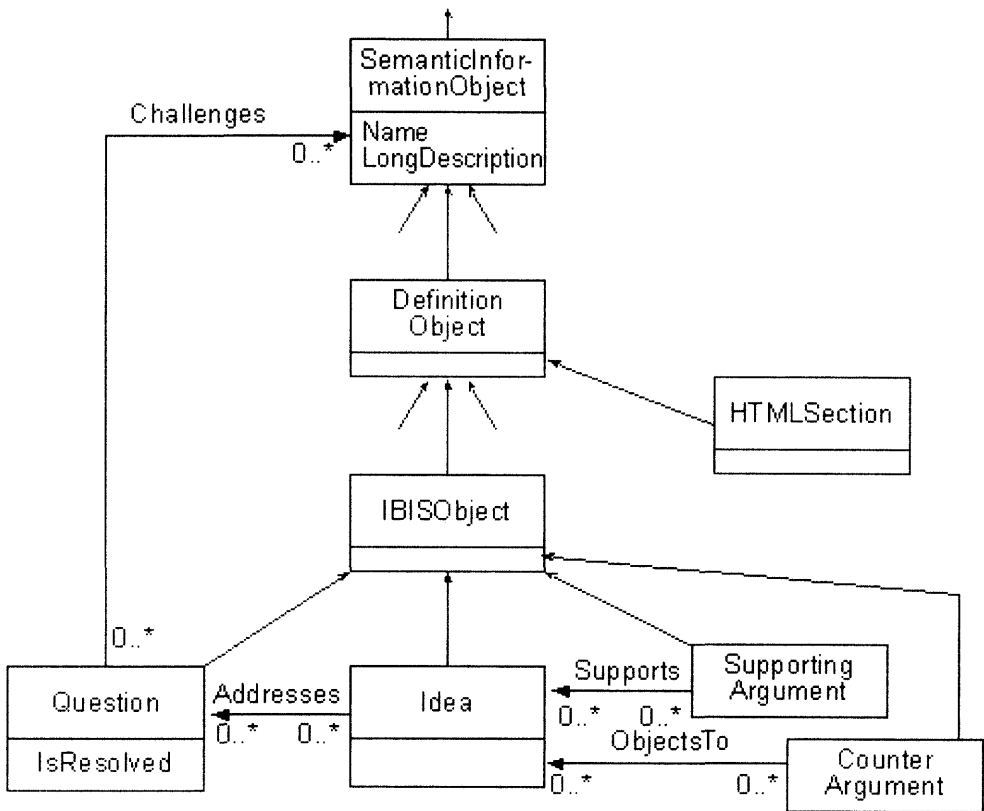 SemanticInfor-
mationObject
Challenges
Name
0..*
LongDescription
Definition
Object
HTMLSection
IBISObject
0..*
Supports
Supporting
Argument
Question
Addresses
Idea
0..*
0..*
0..*
0..*
ObjectsTo
IsResolved
Counter
Argument
0..*
0..*